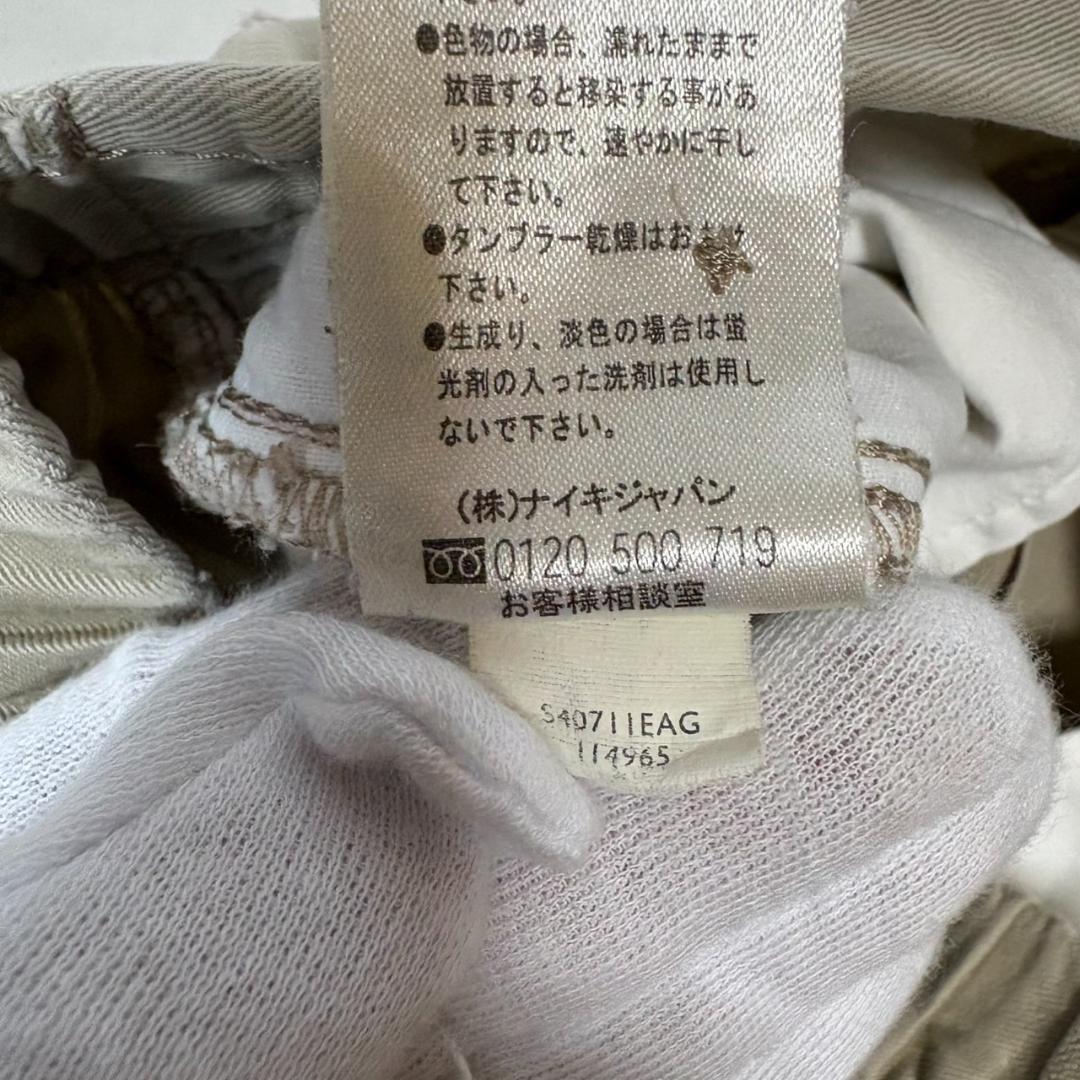 下さい。
●色物の場合、濡れたままで
放置すると移染する事があ
りますので、速やかに干し
て下さい。
●タンブラー乾燥はお
下さい。
●生成り、淡色の場合は蛍
光剤の入った洗剤は使用し
ないで下さい。
(株)ナイキジャパン
0120 500 719
お客様相談室
S40711EAG
114965